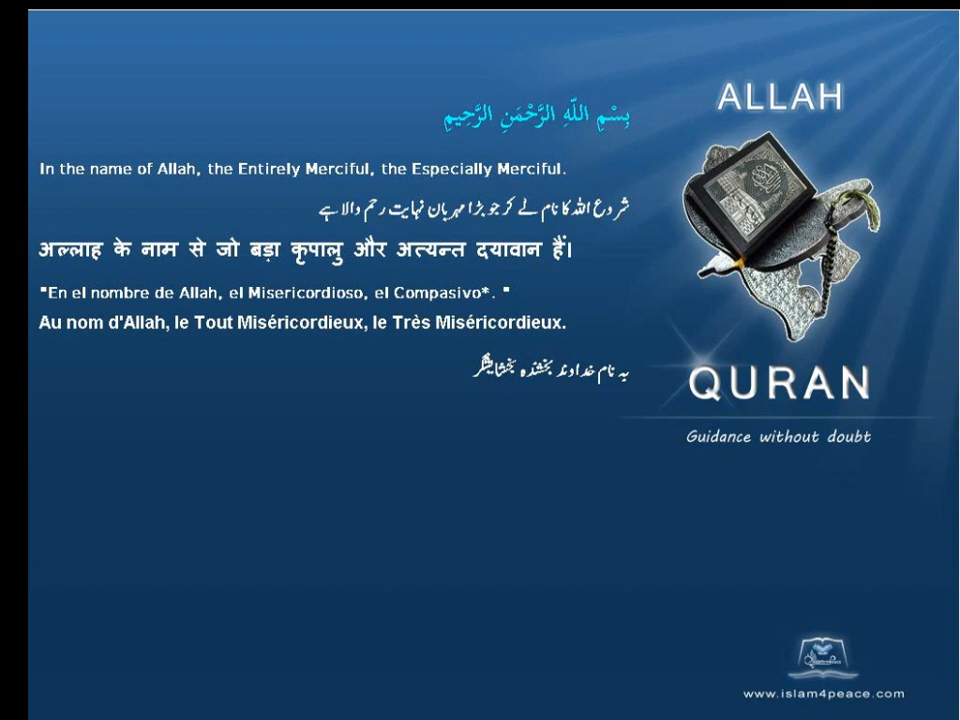 بِسْمِ اللَّهِ الرَّحْمَنِ الرَّحِيمِ
In the name of Allah, the Entirely Merciful, the Especially Merciful.
شروع الله کا نام لے کر جو بڑا مہربان نہایت رحم والا ہے
अल्लाह के नाम से जो बड़ा कृपालु और अत्यन्त दयावान हैं।
"En el nombre de Allah, el Misericordioso, el Compasivo*. "
Au nom d'Allah, le Tout Miséricordieux, le Très Miséricordieux.
به نام خداوند بخشنده بخشایشگر
ALLAH
QURAN
Guidance without doubt
www.islam4peace.com